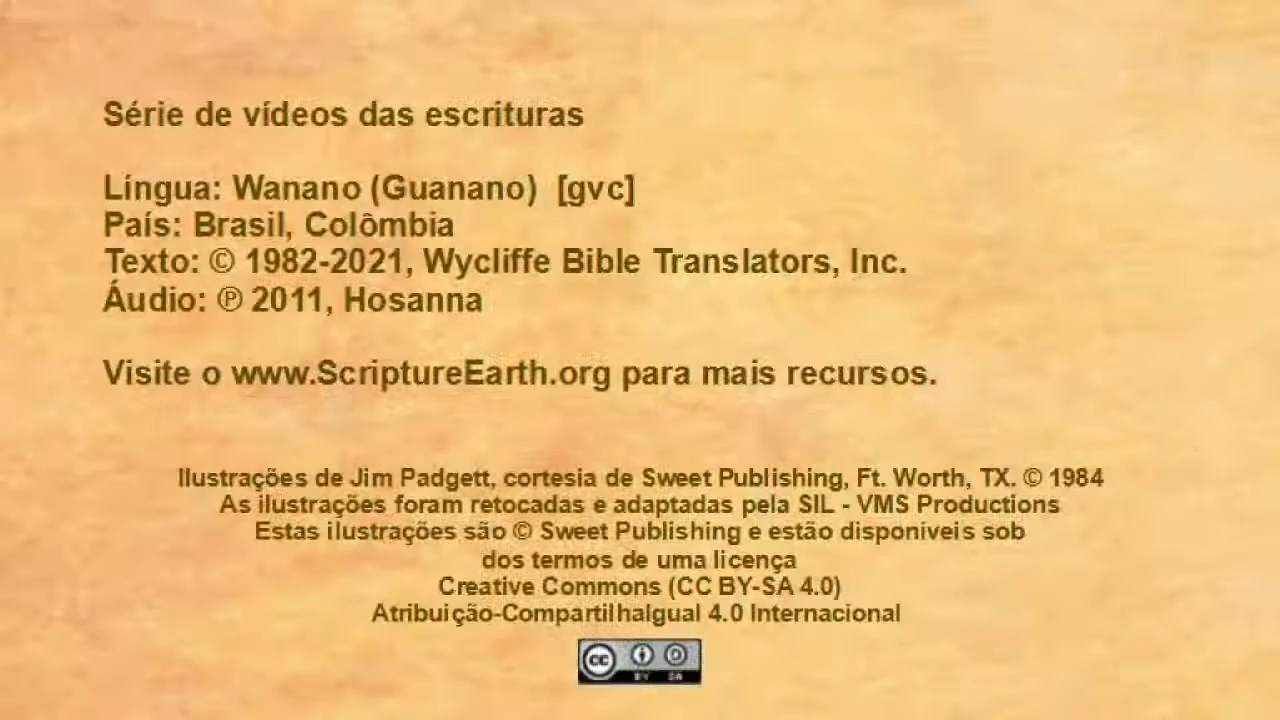 Série de vídeos das escrituras
Língua: Wanano (Guanano) [gvc]
País: Brasil, Colômbia
Texto: © 1982-2021, Wycliffe Bible Translators, Inc.
Áudio: ℗ 2011, Hosanna
Visite o www.ScriptureEarth.org para mais recursos.
Ilustrações de Jim Padgett, cortesia de Sweet Publishing, Ft. Worth, TX. © 1984
As ilustrações foram retocadas e adaptadas pela SIL - VMS Productions
Estas ilustrações são © Sweet Publishing e estão disponíveis sob
dos termos de uma licença
Creative Commons (CC BY-SA 4.0)
Atribuição-CompartilhaIgual 4.0 Internacional
cc BY SA